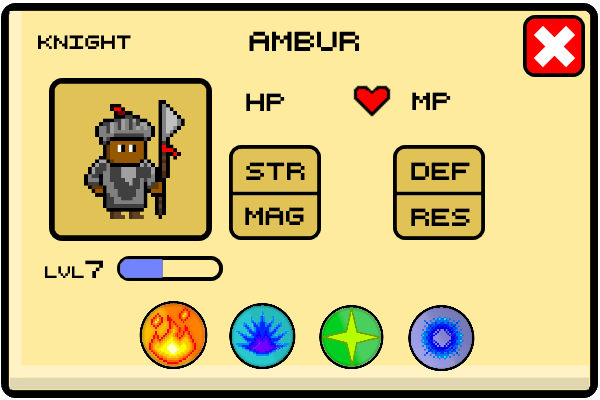 KNIGHT
AMBUR
HP
MP
STR
DEF
MAG
RES
LVL7